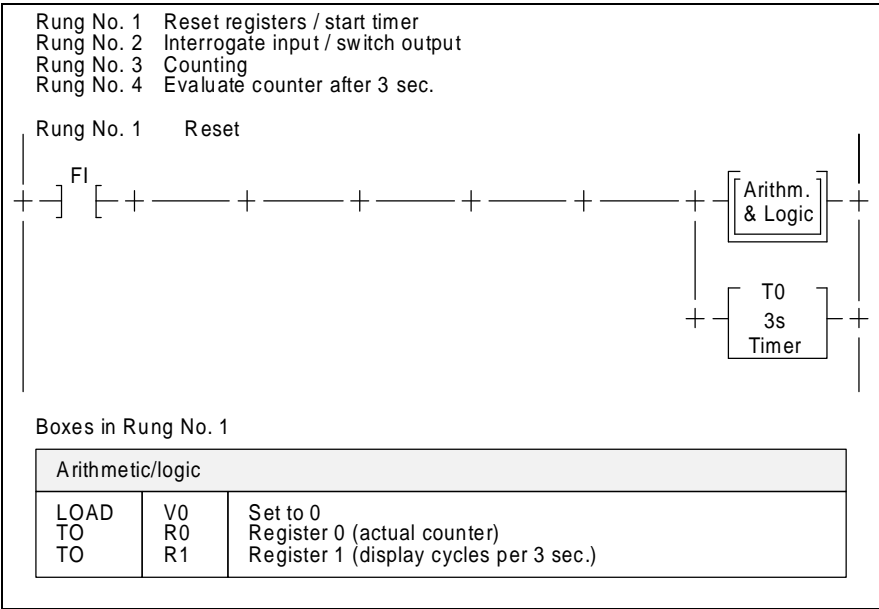 Rung No. 1 Reset registers / start timer
Rung No. 2 Interrogate input / switch output
Rung No. 3 Counting
Rung No. 4 Evaluate counter after 3 sec.
Rung No. 1 Reset
FI
Arithm.
& Logic
T0
3s
Timer
Boxes in Rung No. 1
Arithmetic/logic
LOAD V0 Set to 0
TO R0 Register 0 (actual counter)
TO R1 Register 1 (display cycles per 3 sec.)